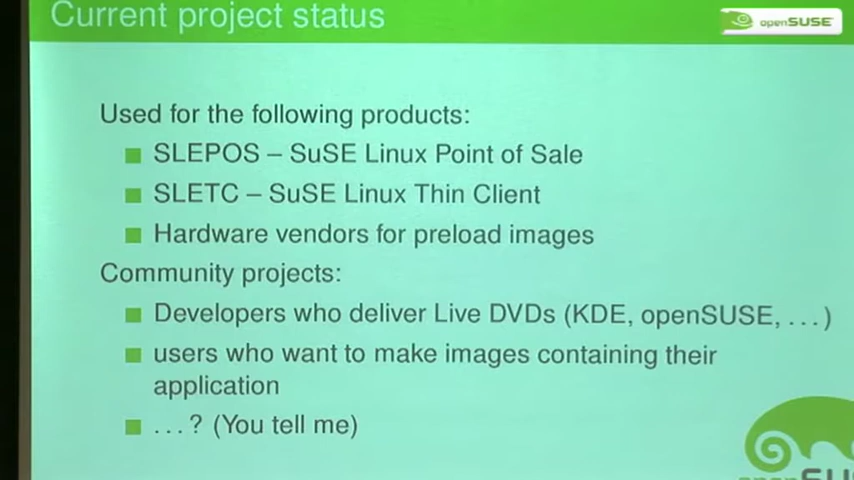 Current project status
openSUSE
Used for the following products:
SLEPOS – SuSE Linux Point of Sale
SLETC – SuSE Linux Thin Client
Hardware vendors for preload images
Community projects:
Developers who deliver Live DVDs (KDE, openSUSE, ...)
users who want to make images containing their
application
...? (You tell me)